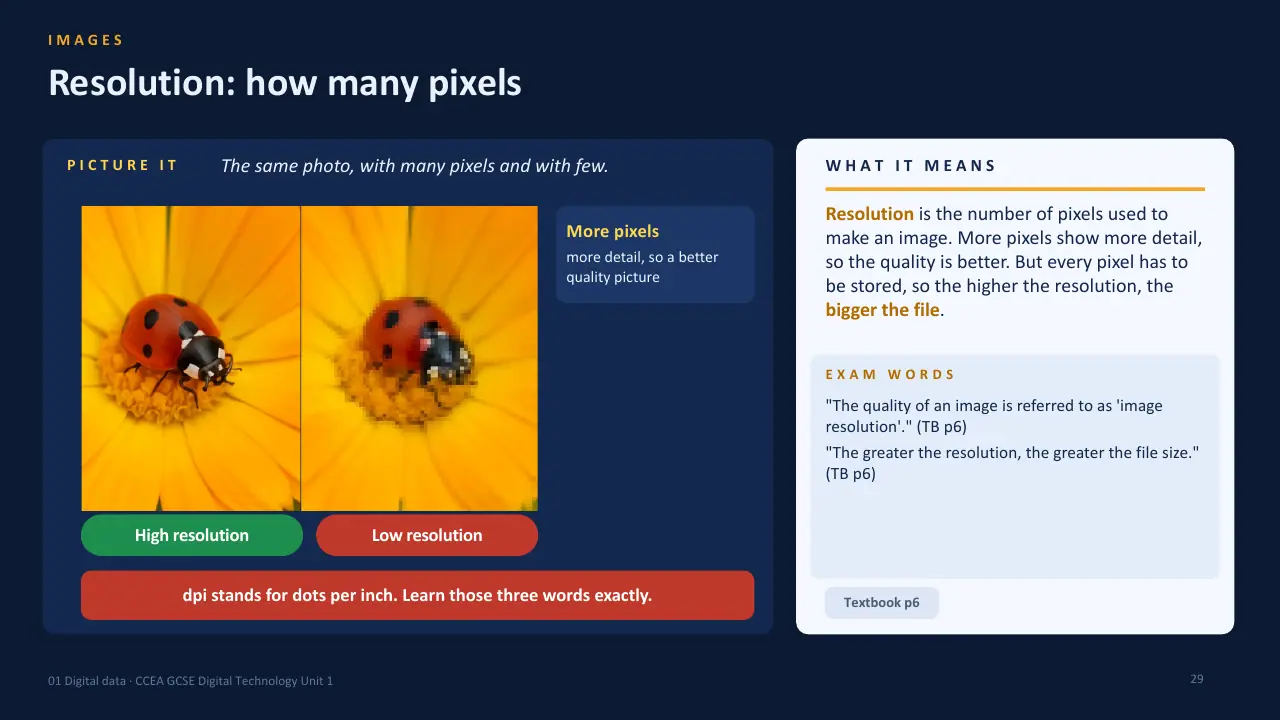 IMAGES
Resolution: how many pixels
PICTURE IT
The same photo, with many pixels and with few.
More pixels
more detail, so a better
quality picture
High resolution
Low resolution
dpi stands for dots per inch. Learn those three words exactly.
WHAT IT MEANS
Resolution is the number of pixels used to
make an image. More pixels show more detail,
so the quality is better. But every pixel has to
be stored, so the higher the resolution, the
bigger the file.
EXAM WORDS
"The quality of an image is referred to as 'image
resolution'." (TB p6)
"The greater the resolution, the greater the file size."
(TB p6)
Textbook p6
01 Digital data · CCEA GCSE Digital Technology Unit 1
29